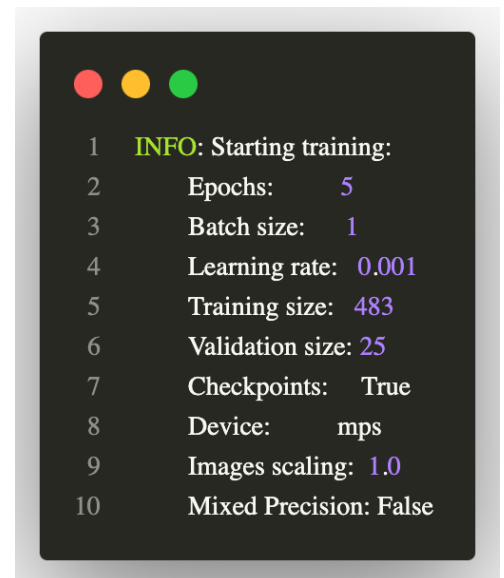 1 INFO: Starting training:
2 Epochs: 5
3 Batch size: 1
4 Learning rate: 0.001
5 Training size: 483
6 Validation size: 25
7 Checkpoints: True
8 Device: mps
9 Images scaling: 1.0
10 Mixed Precision: False